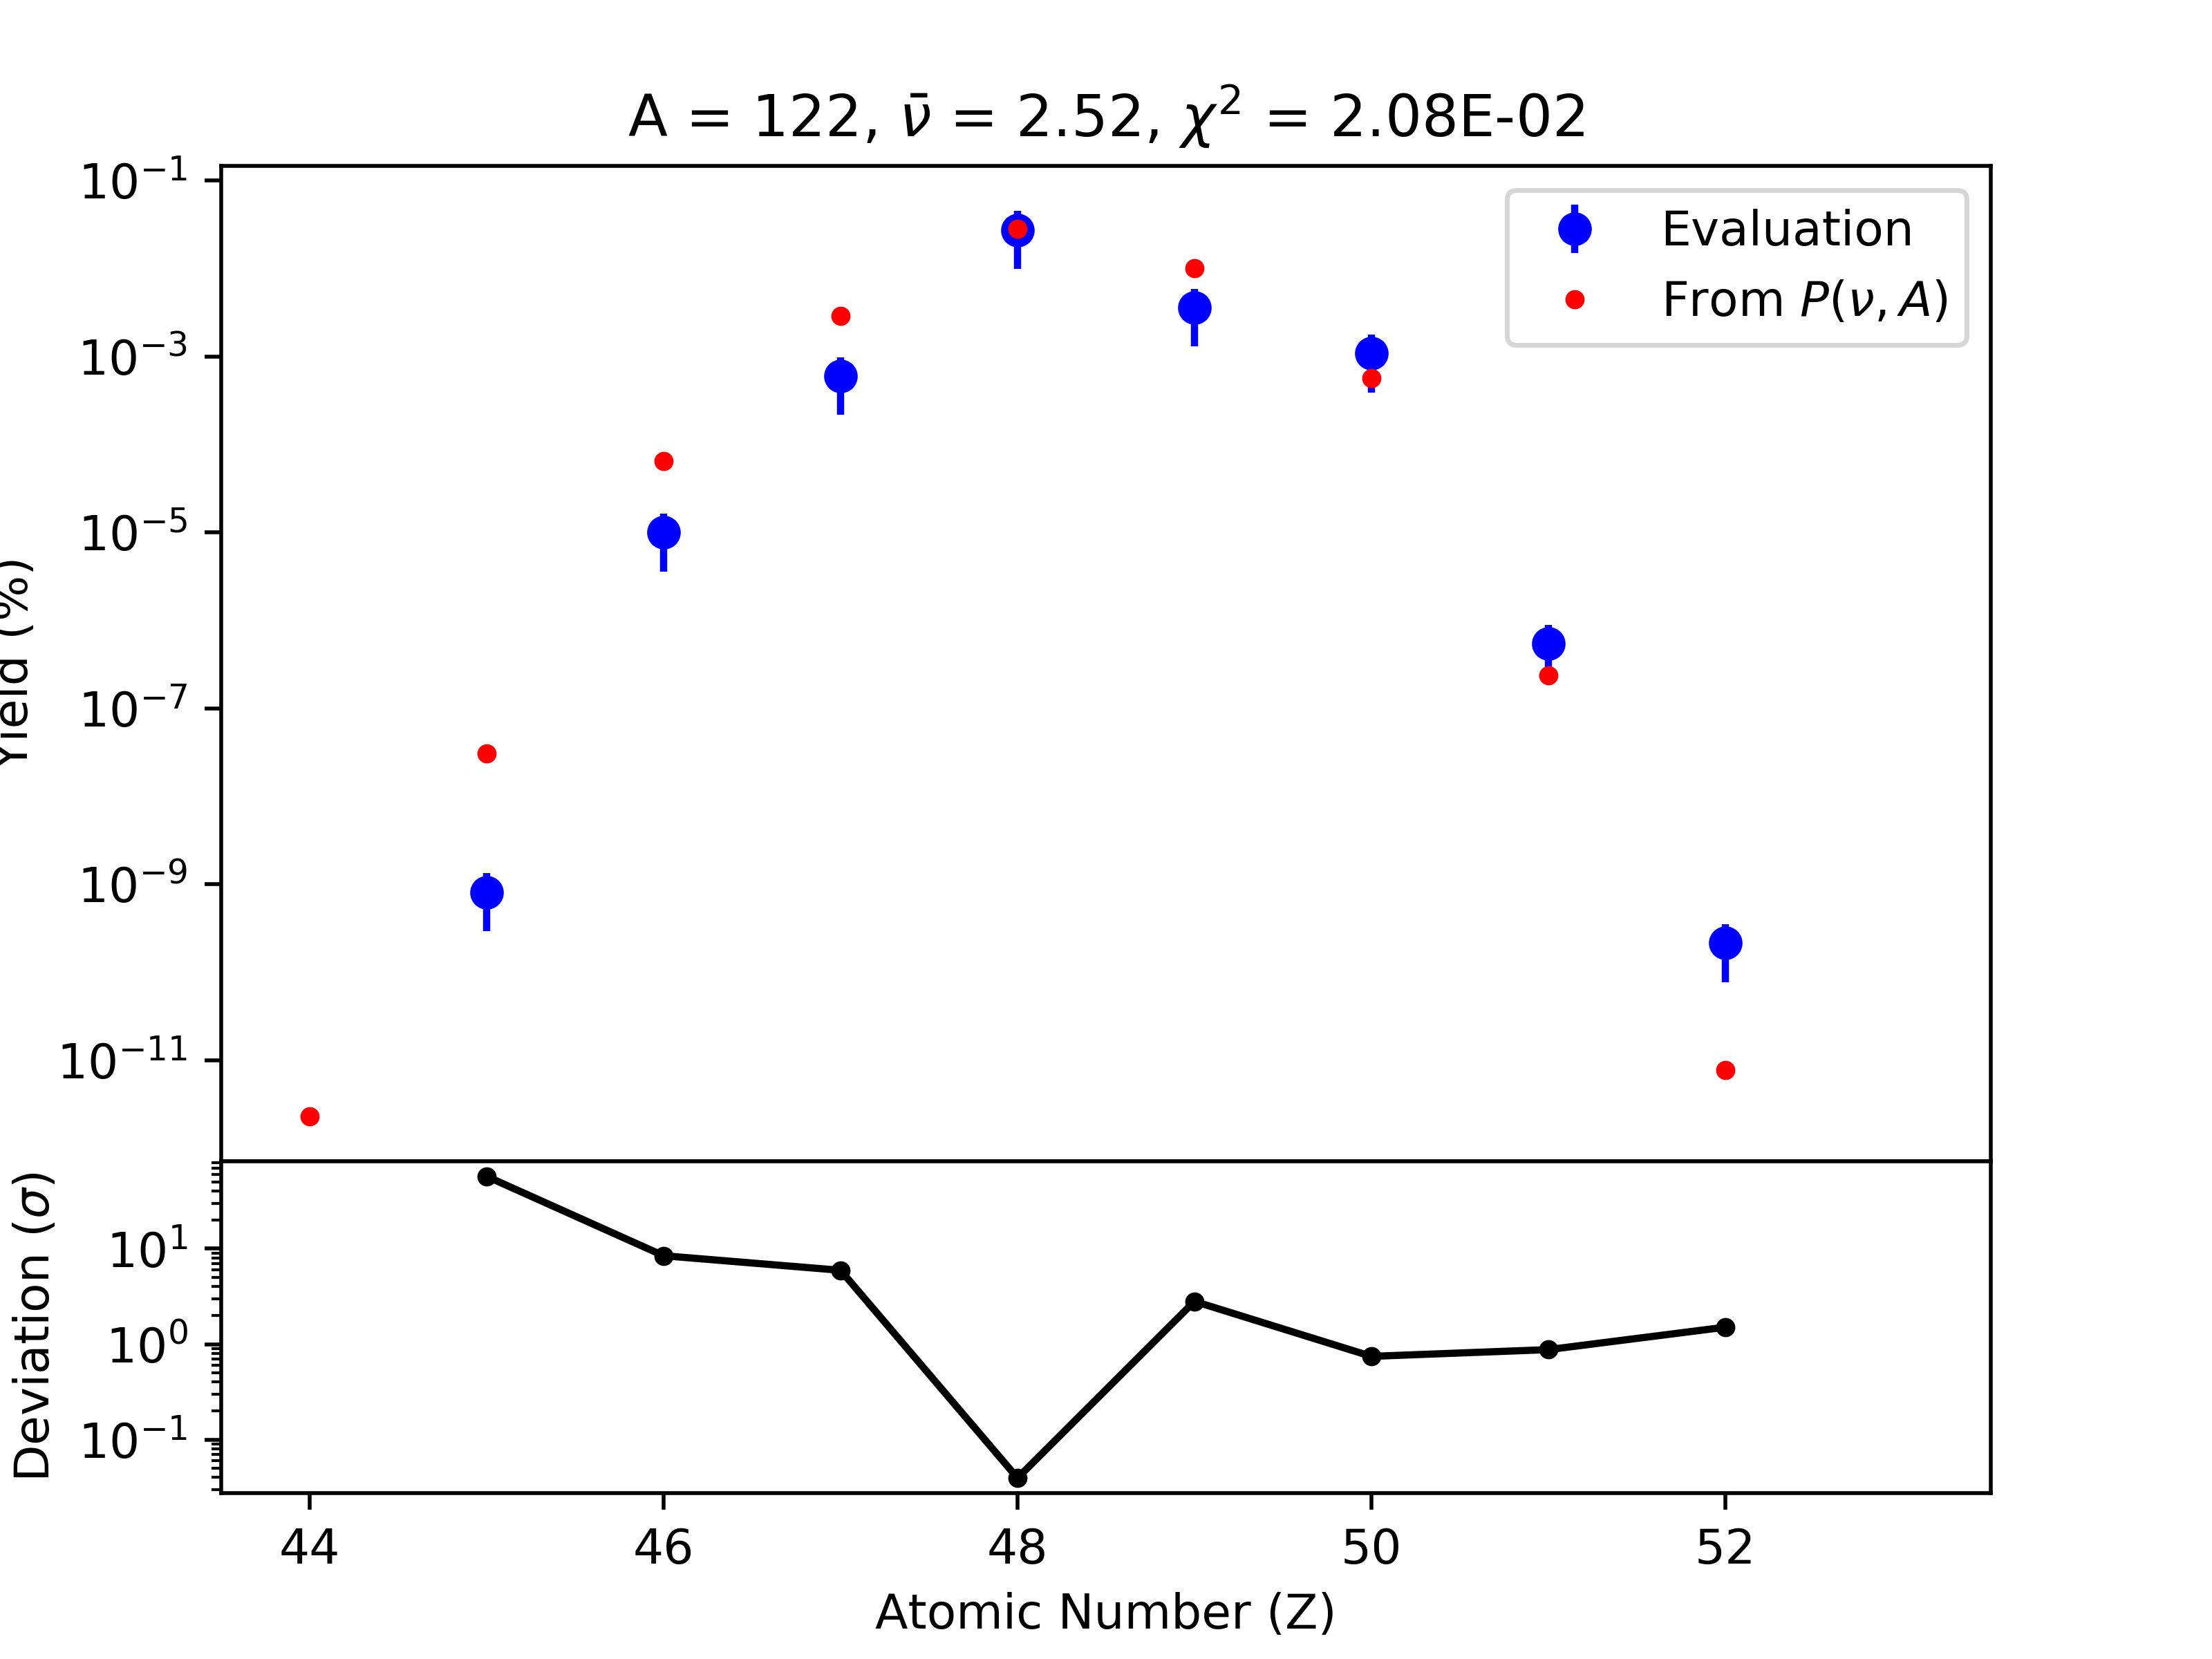 A = 122, ν̄ = 2.52, χ² = 2.08E-02
Evaluation
From P(ν, A)
10⁻¹
10⁻³
10⁻⁵
10⁻⁷
10⁻⁹
10⁻¹¹
Yield (%)
10¹
10⁰
10⁻¹
Deviation (σ)
44 46 48 50 52
Atomic Number (Z)